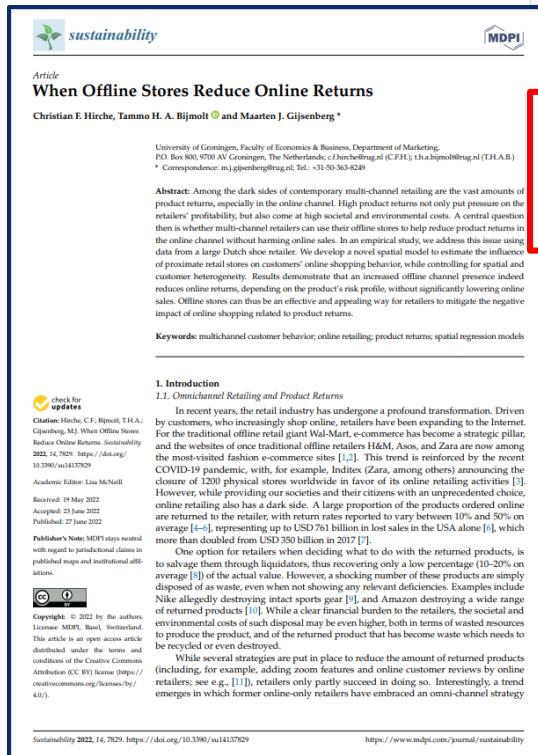 sustainability
MDPI
Article
When Offline Stores Reduce Online Returns
Christian F. Hirche, Tammo H. A. Bijmolt and Maarten J. Gijsenberg *
University of Groningen, Faculty of Economics & Business, Department of Marketing,
P.O. Box 800, 9700 AV Groningen, The Netherlands; c.f.hirche@rug.nl (C.F.H.); t.h.a.bijmolt@rug.nl (T.H.A.B.)
* Correspondence: m.j.gijsenberg@rug.nl; Tel.: +31-50-363-8249
Abstract: Among the dark sides of contemporary multi-channel retailing are the vast amounts of
product returns, especially in the online channel. High product returns not only put pressure on the
retailers' profitability, but also come at high societal and environmental costs. A central question
then is whether multi-channel retailers can use their offline stores to help reduce product returns in
the online channel without harming online sales. In an empirical study, we address this issue using
data from a large Dutch shoe retailer. We develop a novel spatial model to estimate the influence
of proximate retail stores on customers' online shopping behavior, while controlling for spatial and
customer heterogeneity. Results demonstrate that an increased offline channel presence indeed
reduces online returns, depending on the product's risk profile, without significantly lowering online
sales. Offline stores can thus be an effective and appealing way for retailers to mitigate the negative
impact of online shopping related to product returns.
Keywords: multichannel customer behavior; online retailing; product returns; spatial regression models
check for
updates
Citation: Hirche, C.F.; Bijmolt, T.H.A.;
Gijsenberg, M.J. When Offline Stores
Reduce Online Returns. Sustainability
2022, 14, 7829. https://doi.org/
10.3390/su14137829
Academic Editor: Lisa McNeill
Received: 19 May 2022
Accepted: 23 June 2022
Published: 27 June 2022
Publisher's Note: MDPI stays neutral
with regard to jurisdictional claims in
published maps and institutional affil-
iations.
CC BY
Copyright: © 2022 by the authors.
Licensee MDPI, Basel, Switzerland.
This article is an open access article
distributed under the terms and
conditions of the Creative Commons
Attribution (CC BY) license (https://
creativecommons.org/licenses/by/
4.0/).
1. Introduction
1.1. Omnichannel Retailing and Product Returns
In recent years, the retail industry has undergone a profound transformation. Driven
by customers, who increasingly shop online, retailers have been expanding to the Internet.
For the traditional offline retail giant Wal-Mart, e-commerce has become a strategic pillar,
and the websites of once traditional offline retailers H&M, Asos, and Zara are now among
the most-visited fashion e-commerce sites [1,2]. This trend is reinforced by the recent
COVID-19 pandemic, with, for example, Inditex (Zara, among others) announcing the
closure of 1200 physical stores worldwide in favor of its online retailing activities [3].
However, while providing our societies and their citizens with an unprecedented choice,
online retailing also has a dark side. A large proportion of the products ordered online
are returned to the retailer, with return rates reported to vary between 10% and 50% on
average [4–6], representing up to USD 761 billion in lost sales in the USA alone [6], which
more than doubled from USD 350 billion in 2017 [7].
One option for retailers when deciding what to do with the returned products, is
to salvage them through liquidators, thus recovering only a low percentage (10–20% on
average [8]) of the actual value. However, a shocking number of these products are simply
disposed of as waste, even when not showing any relevant deficiencies. Examples include
Nike allegedly destroying intact sports gear [9], and Amazon destroying a wide range
of returned products [10]. While a clear financial burden to the retailers, the societal and
environmental costs of such disposal may be even higher, both in terms of wasted resources
to produce the product, and of the returned product that has become waste which needs to
be recycled or even destroyed.
While several strategies are put in place to reduce the amount of returned products
(including, for example, adding zoom features and online customer reviews by online
retailers; see e.g., [11]), retailers only partly succeed in doing so. Interestingly, a trend
emerges in which former online-only retailers have embraced an omni-channel strategy
Sustainability 2022, 14, 7829. https://doi.org/10.3390/su14137829
https://www.mdpi.com/journal/sustainability